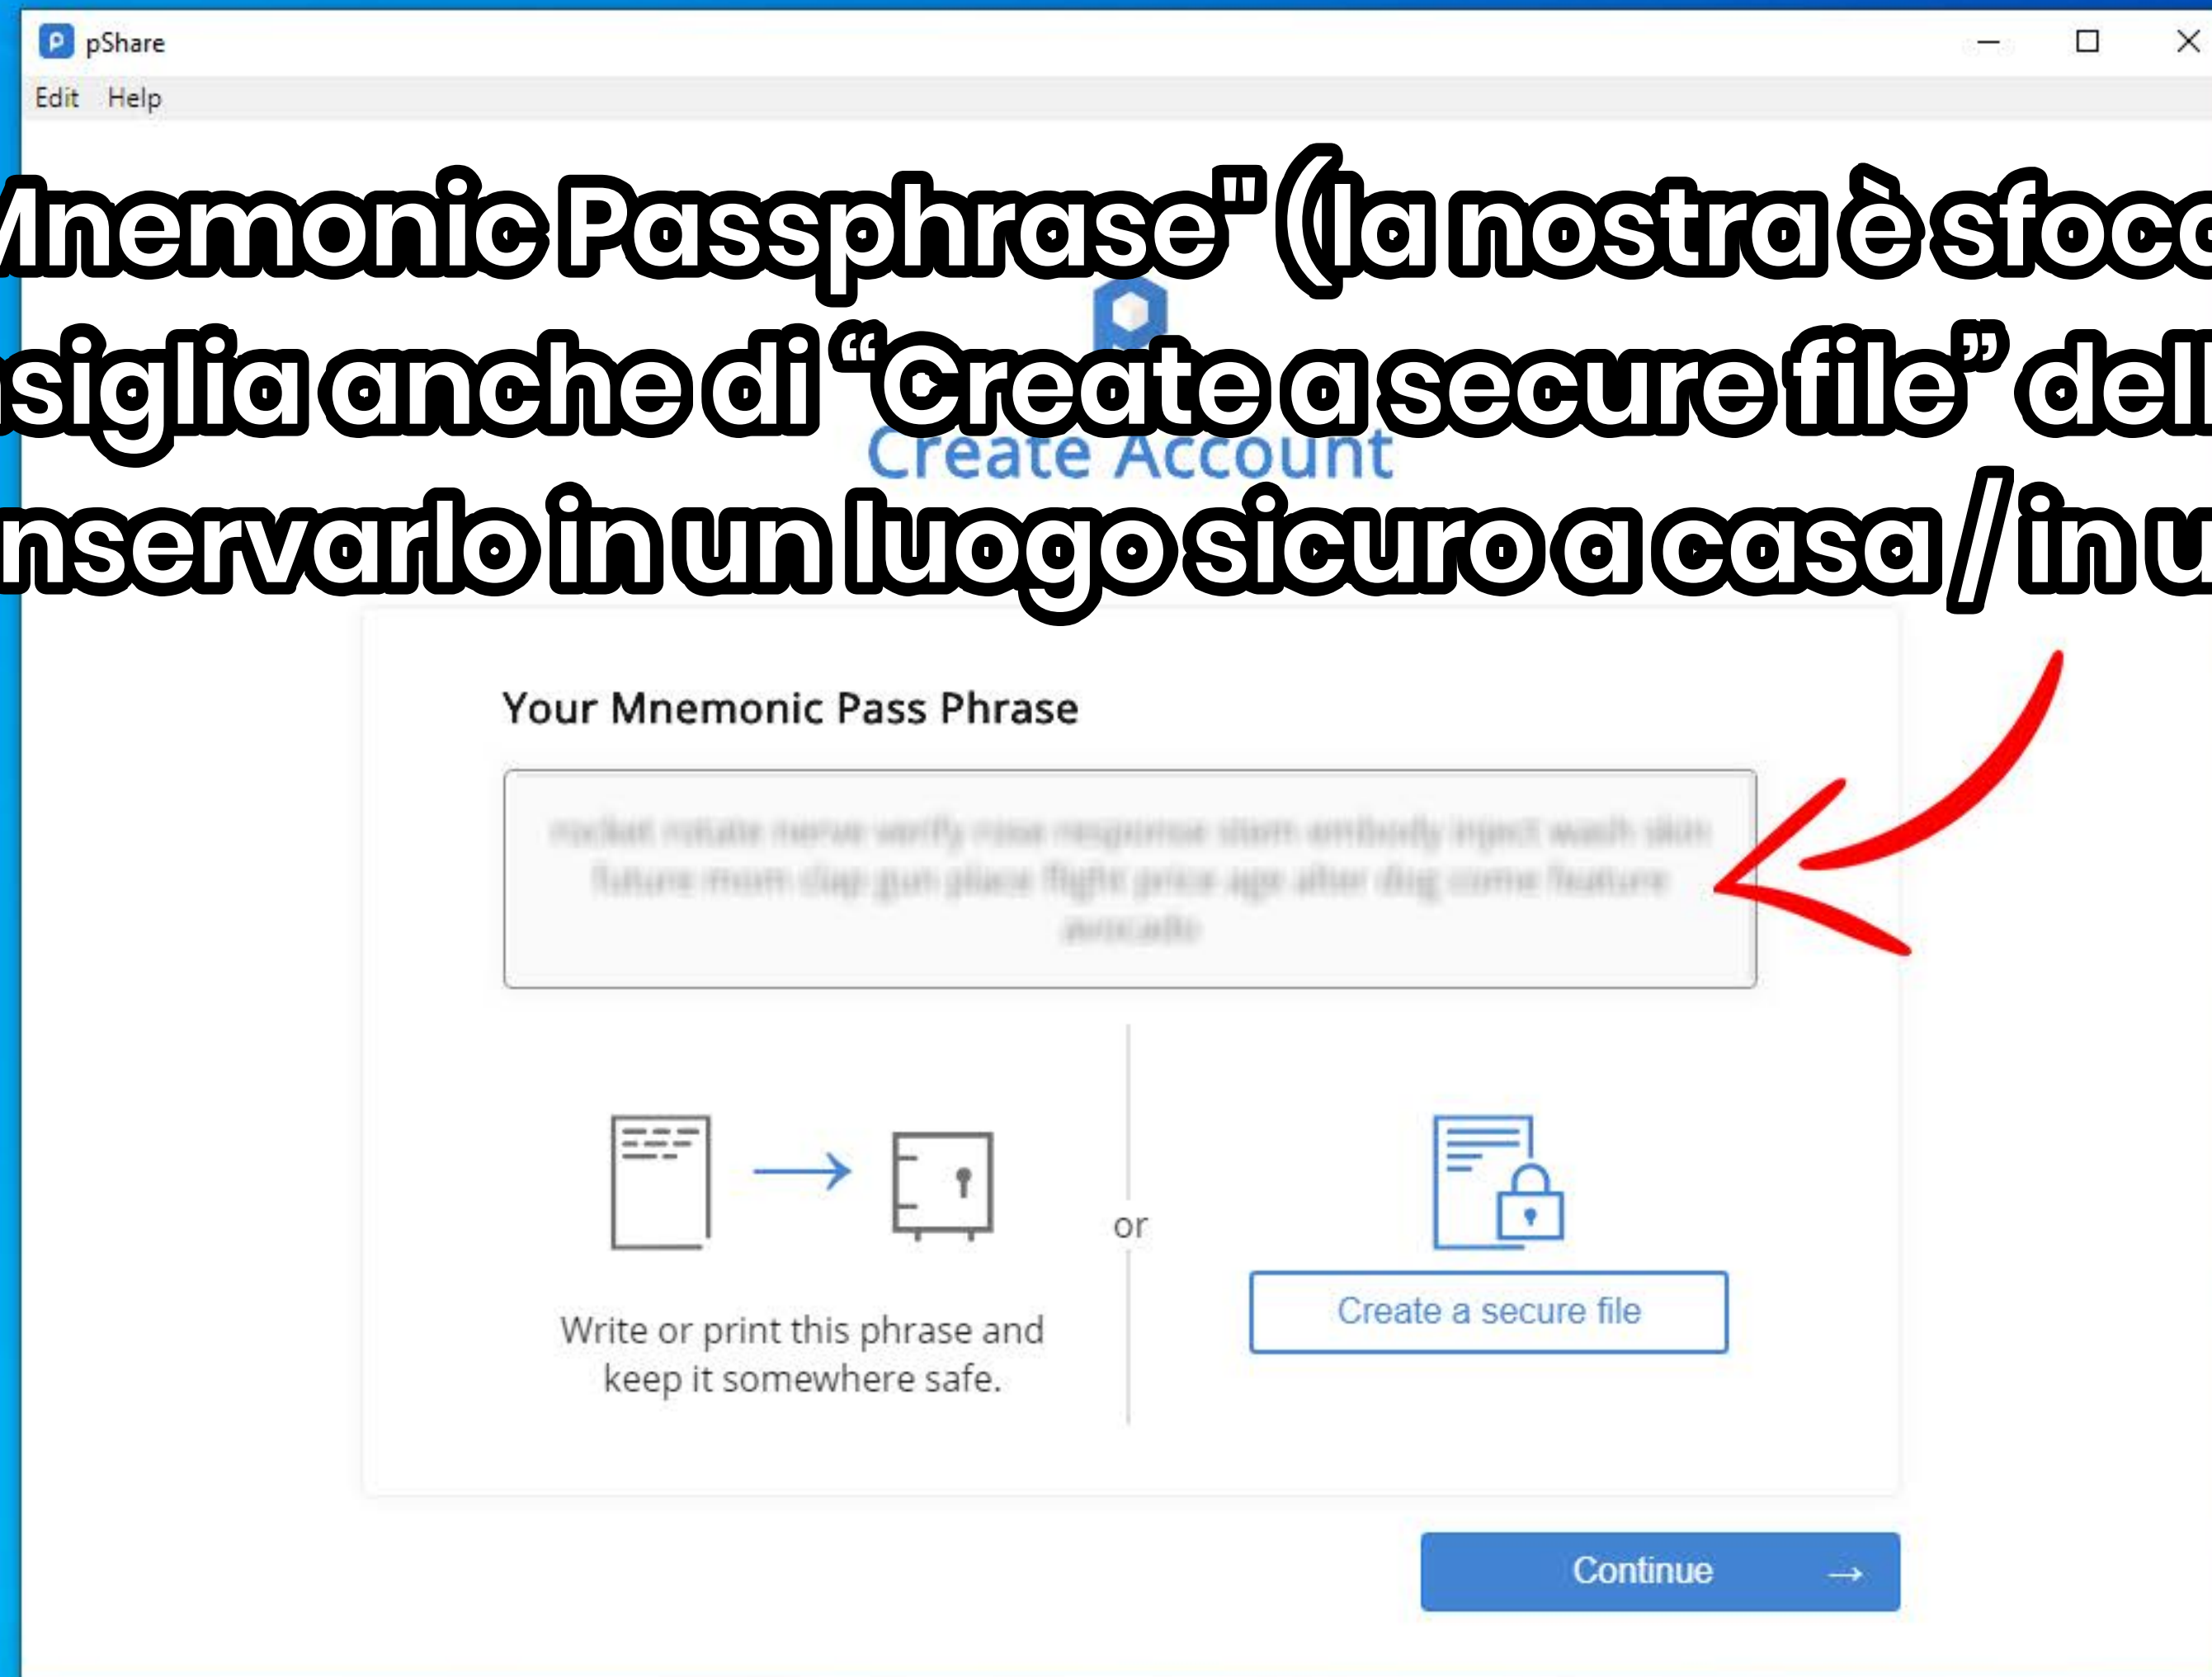 pShare
Edit Help
Mnemonic Passphrase" (la nostra è sfoc
siglia anche di “Create a secure file” dell
Create Account
nservarlo in un luogo sicuro a casa / in u
Your Mnemonic Pass Phrase
or
Write or print this phrase and
keep it somewhere safe.
Create a secure file
Continue →